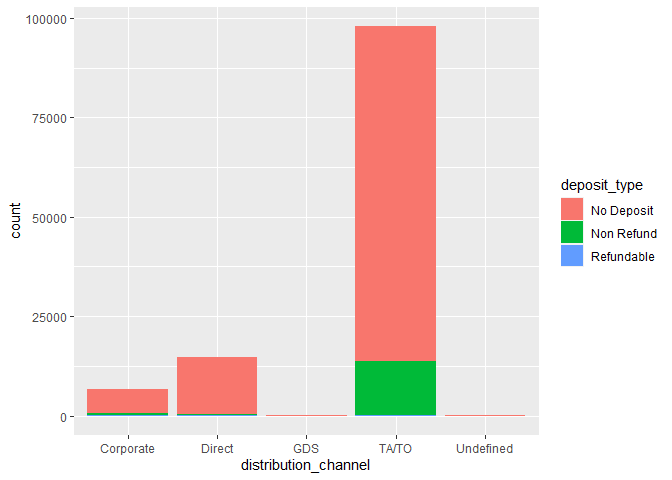 100000
75000
50000
25000
0
count
Corporate
Direct
GDS
TA/TO
Undefined
distribution_channel
deposit_type
No Deposit
Non Refund
Refundable